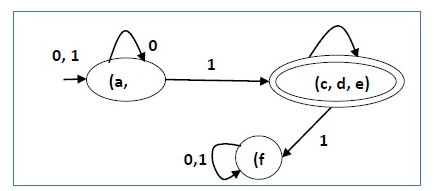 0, 1
0
(a,
1
(c, d, e)
1
0,1
(f